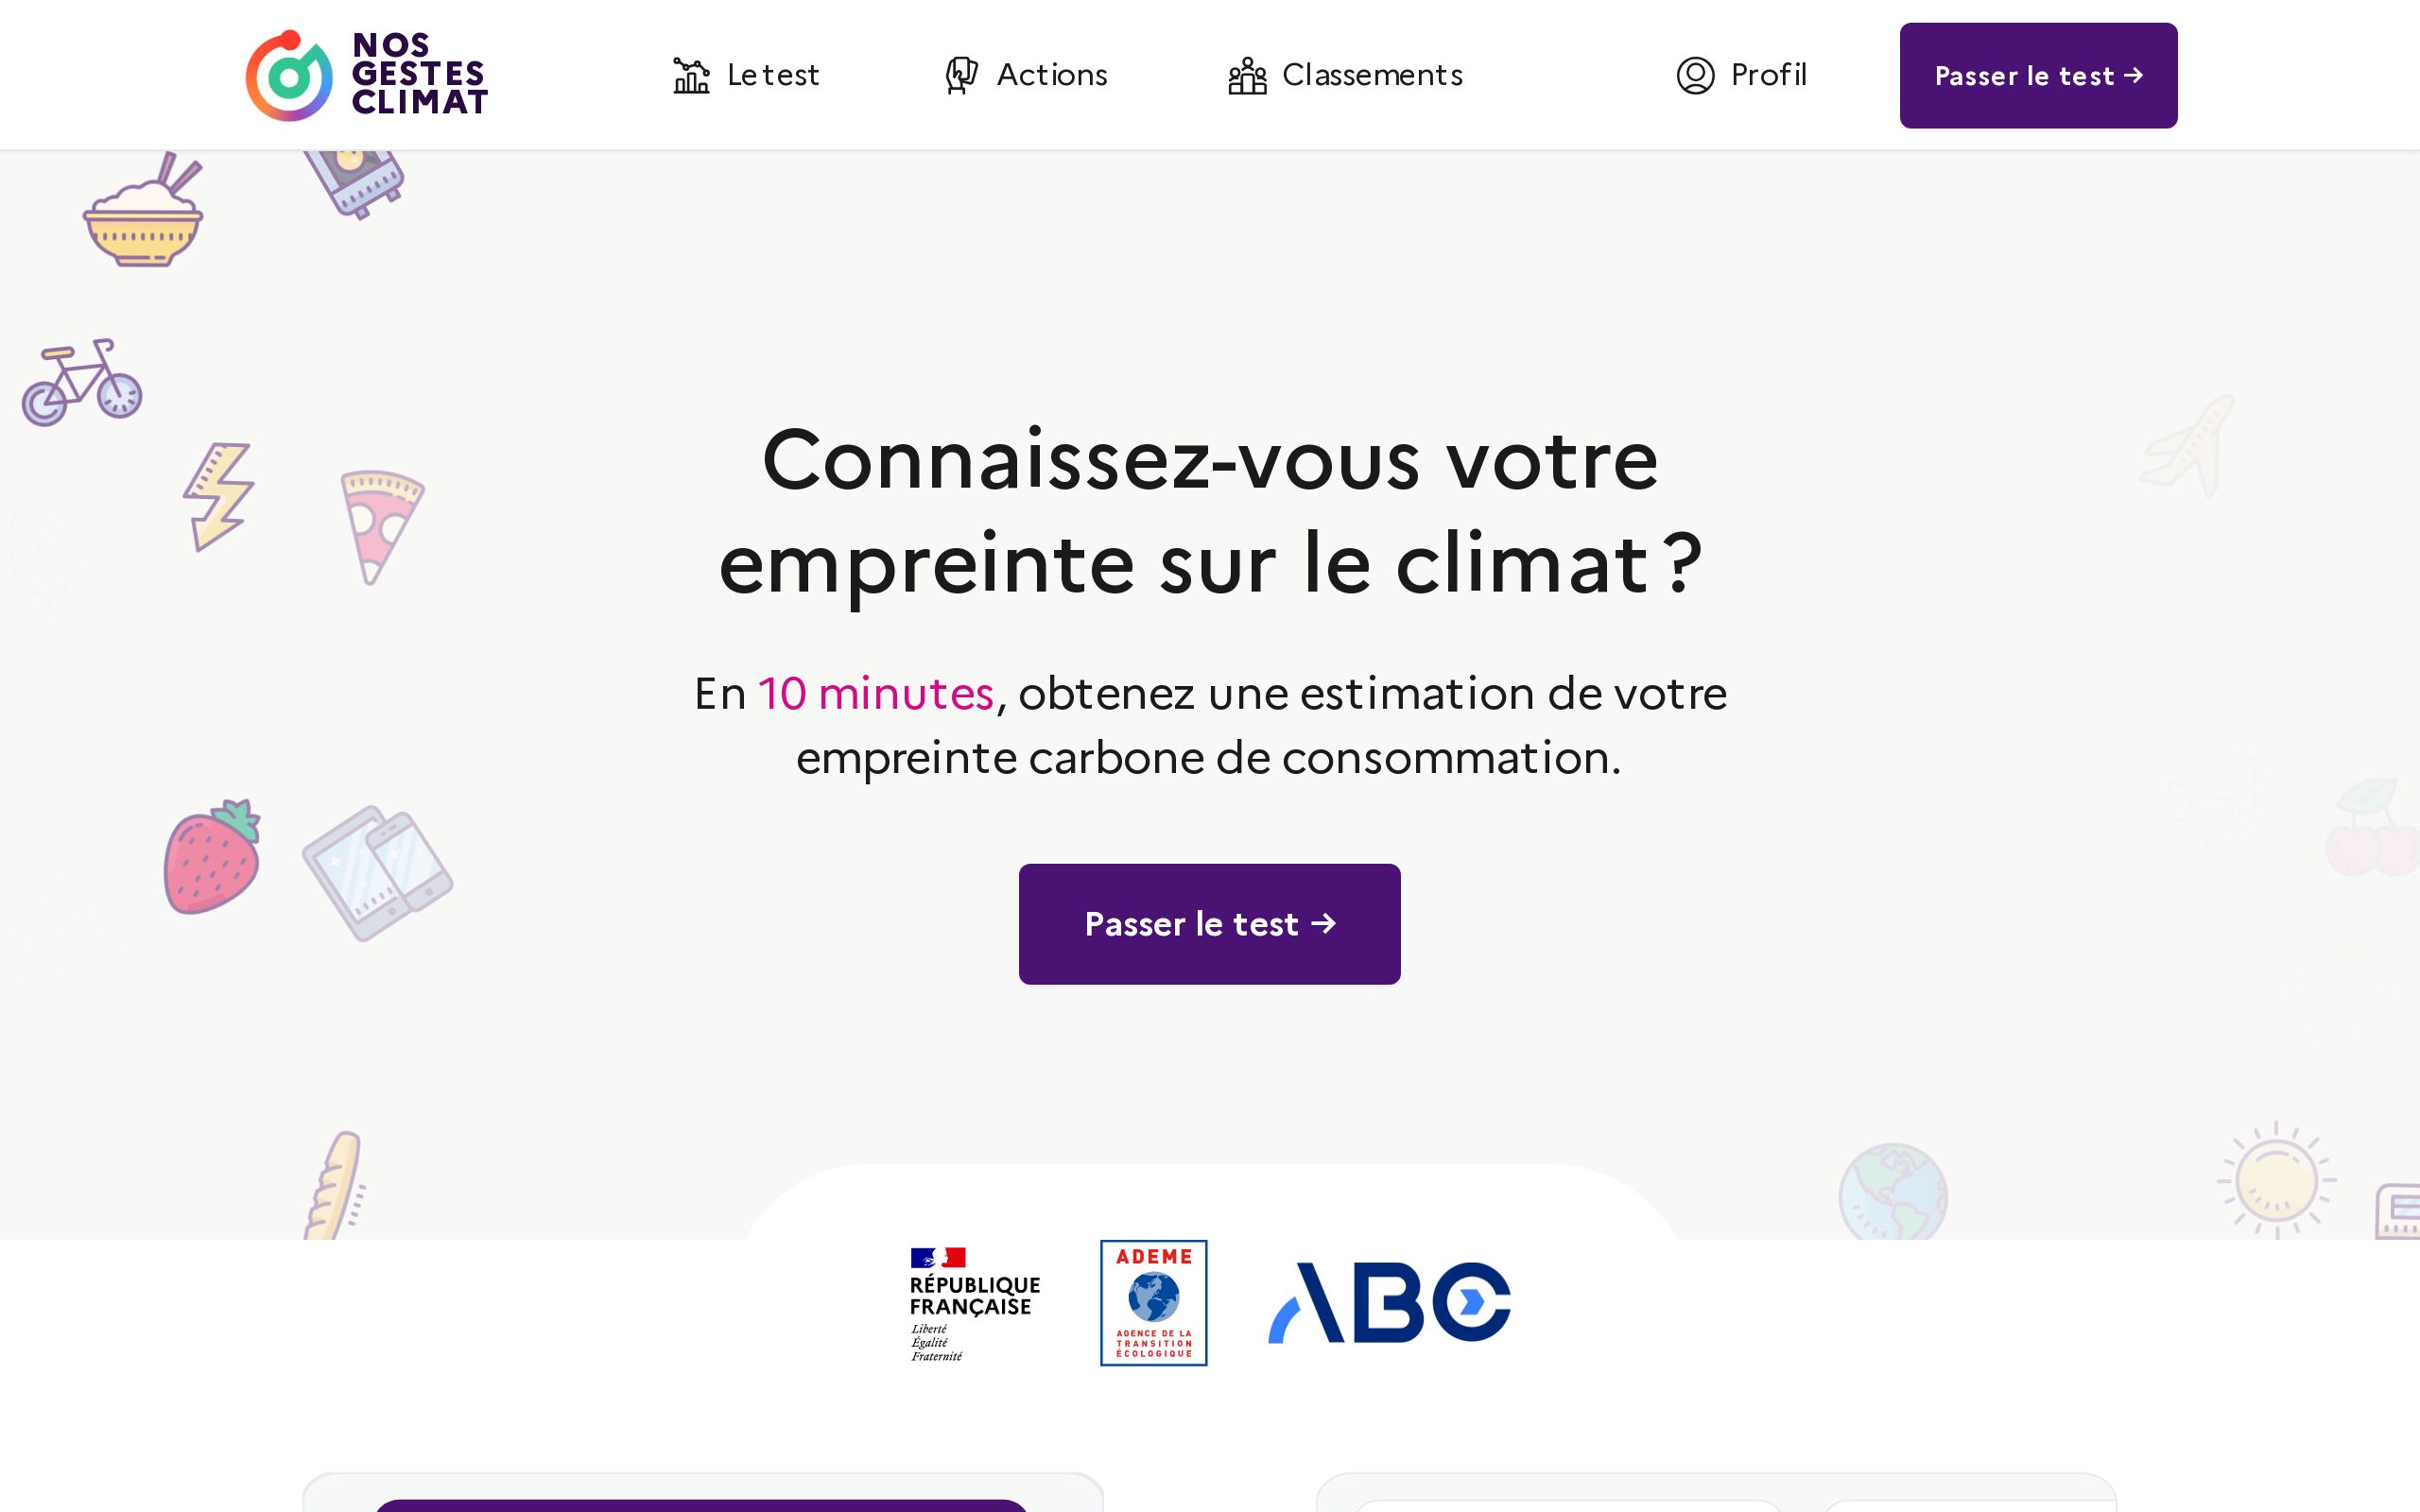 NOS
GESTES
CLIMAT
Le test
Actions
Classements
Profil
Passer le test →
Connaissez-vous votre
empreinte sur le climat ?
En 10 minutes, obtenez une estimation de votre
empreinte carbone de consommation.
Passer le test →
RÉPUBLIQUE
FRANÇAISE
Liberté
Égalité
Fraternité
ADEME
AGENCE DE LA
TRANSITION
ÉCOLOGIQUE
ABC